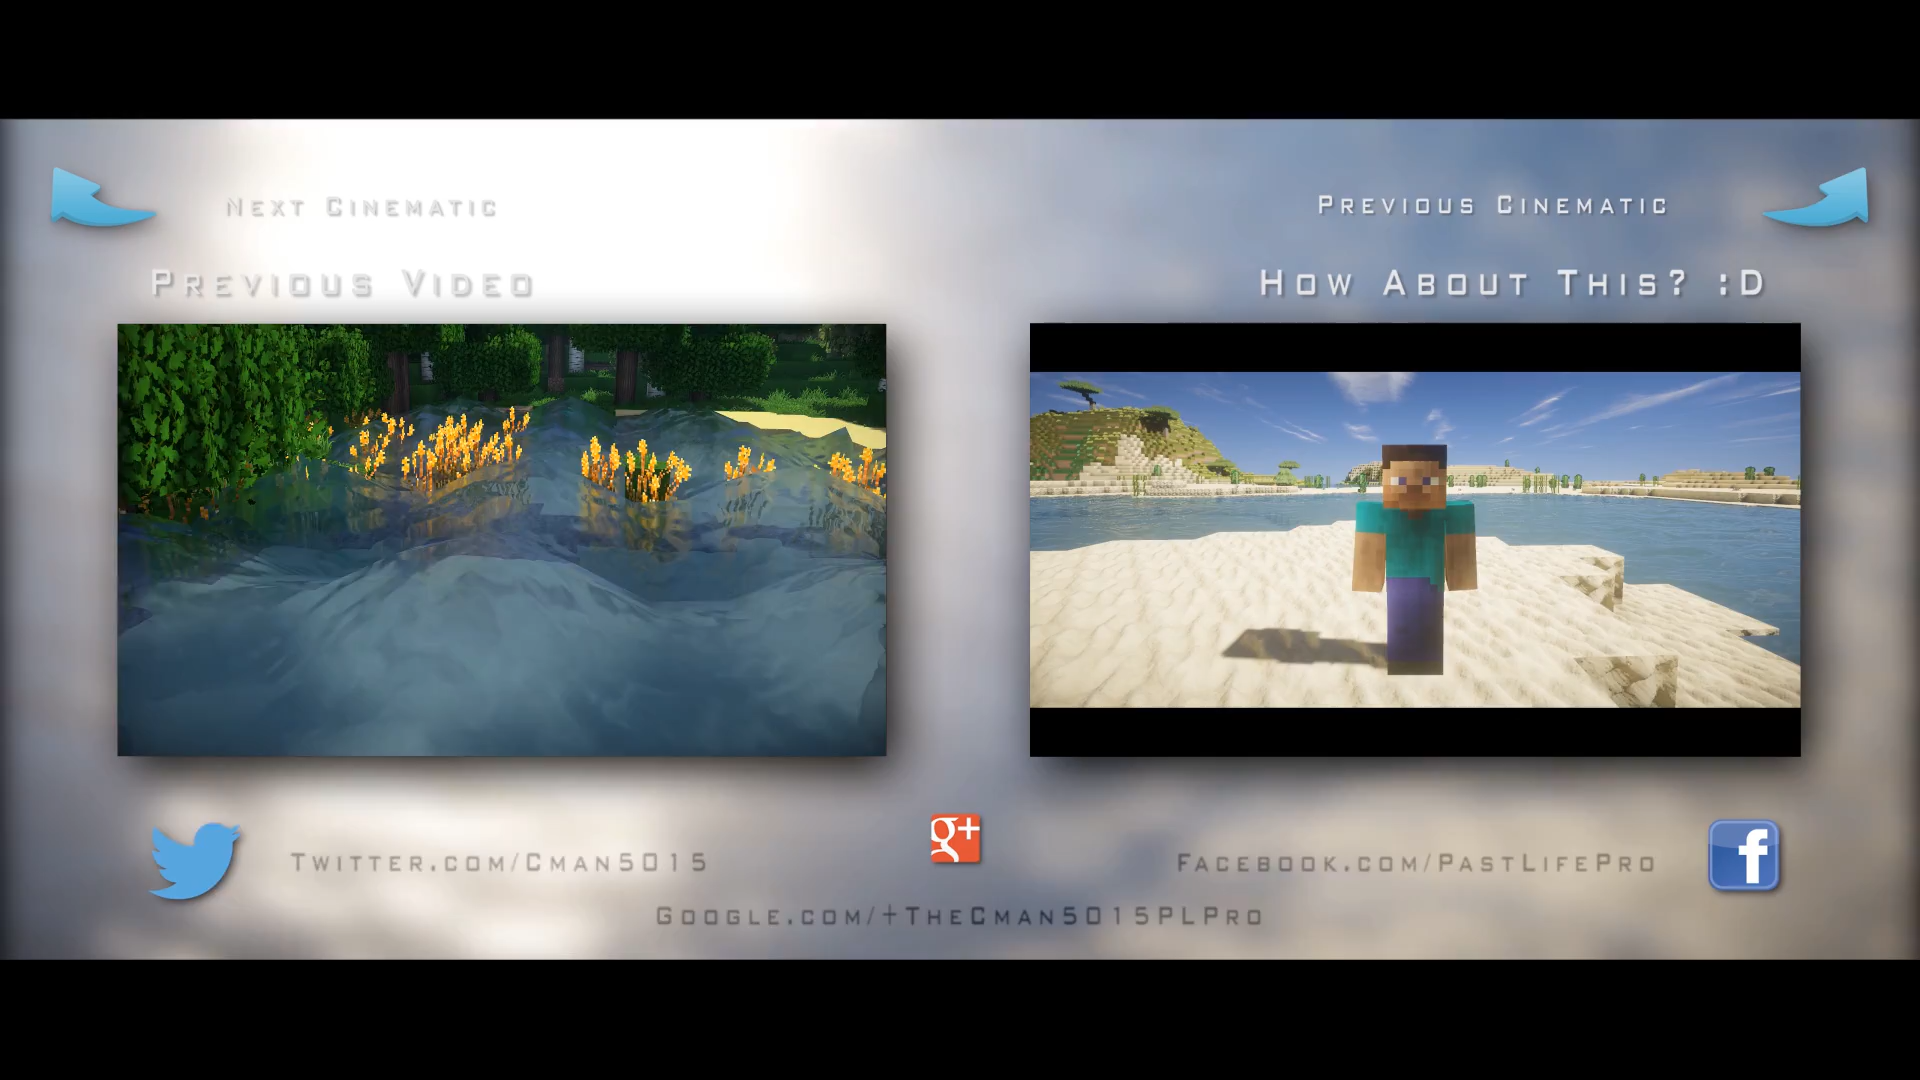 Next Cinematic
Previous Cinematic
Previous Video
How About This? :D
g+
f
Twitter.com/Cman5015
Facebook.com/PastLifePro
Google.com/+TheCman5015PLPro